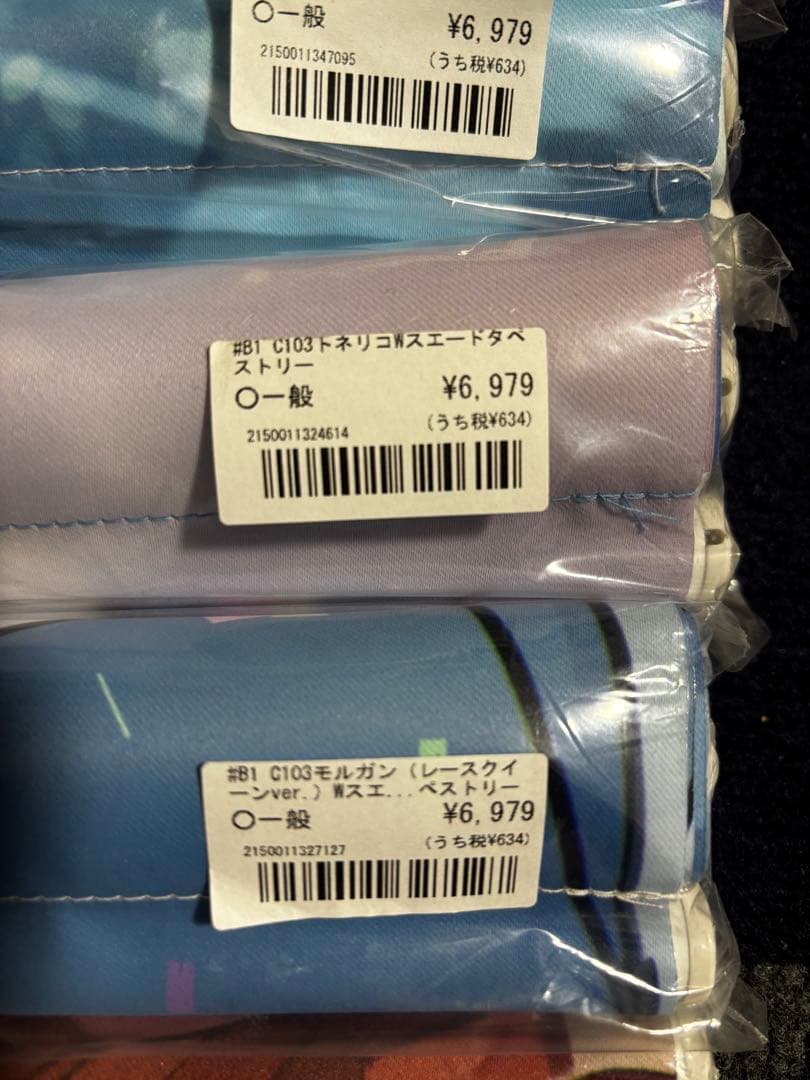 〇一般 ¥6,979
2150011347095 (うち税¥634)
#B1 C103トネリコWスエードタペ
ストリー
〇一般 ¥6,979
(うち税¥634)
2150011324614
#B1 C103モルガン（レースクイ
ーンver.）Wスエ...ペストリー
〇一般 ¥6,979
(うち税¥634)
2150011327127